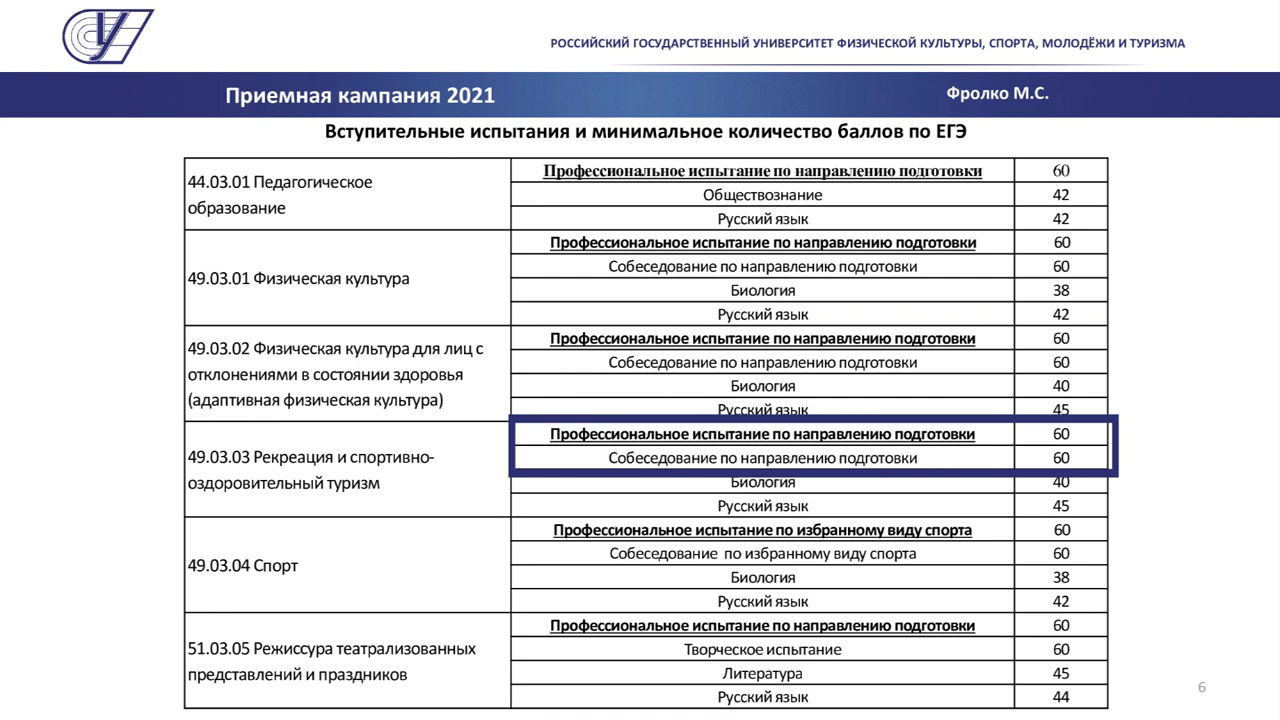 РОССИЙСКИЙ ГОСУДАРСТВЕННЫЙ УНИВЕРСИТЕТ ФИЗИЧЕСКОЙ КУЛЬТУРЫ, СПОРТА, МОЛОДЁЖИ И ТУРИЗМА
Приемная кампания 2021
Фролко М.С.
Вступительные испытания и минимальное количество баллов по ЕГЭ
44.03.01 Педагогическое
образование
Профессиональное испытание по направлению подготовки 60
Обществознание 42
Русский язык 42
49.03.01 Физическая культура
Профессиональное испытание по направлению подготовки 60
Собеседование по направлению подготовки 60
Биология 38
Русский язык 42
49.03.02 Физическая культура для лиц с
отклонениями в состоянии здоровья
(адаптивная физическая культура)
Профессиональное испытание по направлению подготовки 60
Собеседование по направлению подготовки 60
Биология 40
Русский язык 45
49.03.03 Рекреация и спортивно-
оздоровительный туризм
Профессиональное испытание по направлению подготовки 60
Собеседование по направлению подготовки 60
Биология 40
Русский язык 45
49.03.04 Спорт
Профессиональное испытание по избранному виду спорта 60
Собеседование по избранному виду спорта 60
Биология 38
Русский язык 42
51.03.05 Режиссура театрализованных
представлений и праздников
Профессиональное испытание по направлению подготовки 60
Творческое испытание 60
Литература 45
Русский язык 44
6